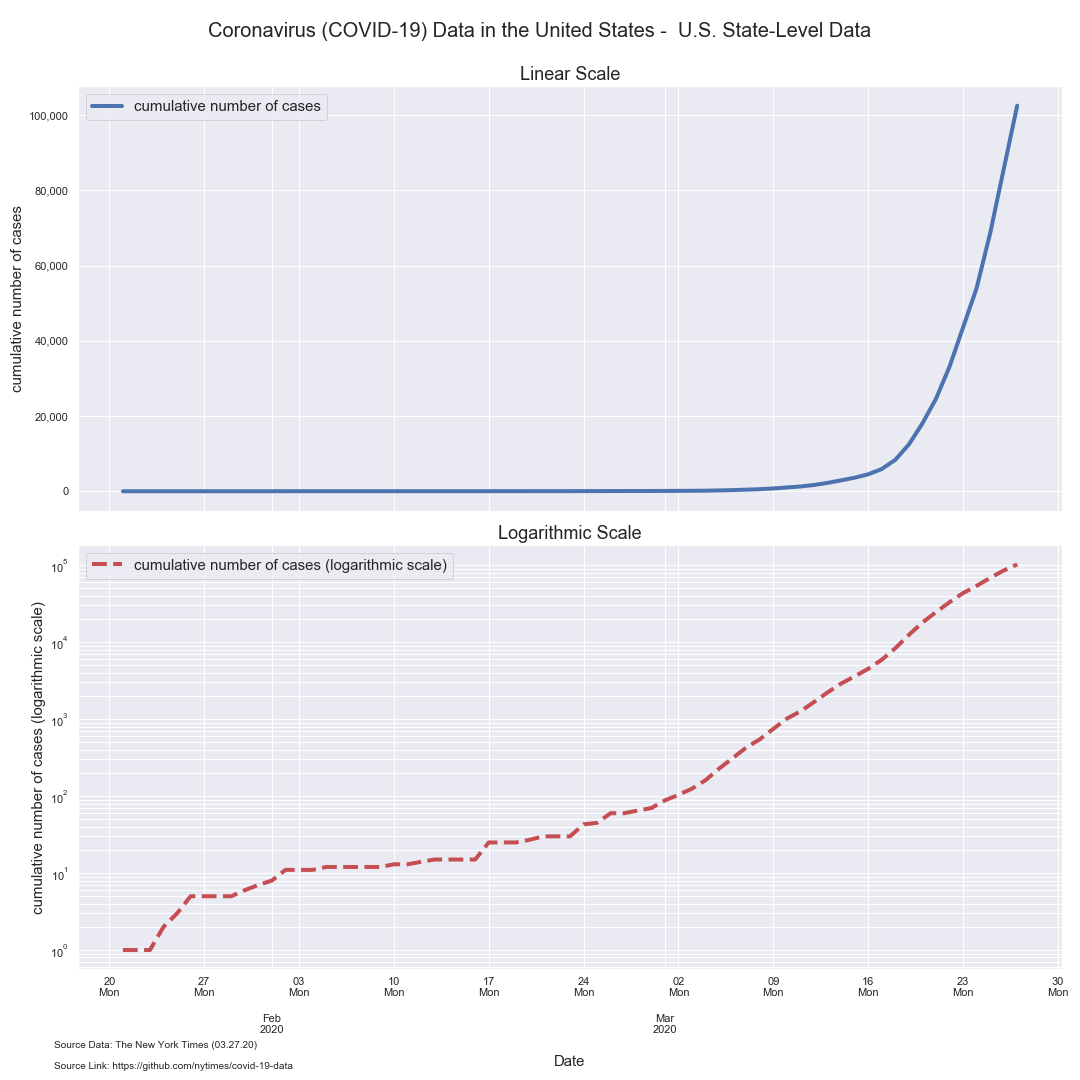 Coronavirus (COVID-19) Data in the United States -  U.S. State-Level Data
Linear Scale
cumulative number of cases
100,000
80,000
60,000
40,000
20,000
0
cumulative number of cases
Logarithmic Scale
cumulative number of cases (logarithmic scale)
10^5
10^4
10^3
10^2
10^1
10^0
cumulative number of cases (logarithmic scale)
20 27 03 10 17 24 02 09 16 23 30
Mon Mon Mon Mon Mon Mon Mon Mon Mon Mon Mon
Feb Mar
2020 2020
Date
Source Data: The New York Times (03.27.20)
Source Link: https://github.com/nytimes/covid-19-data